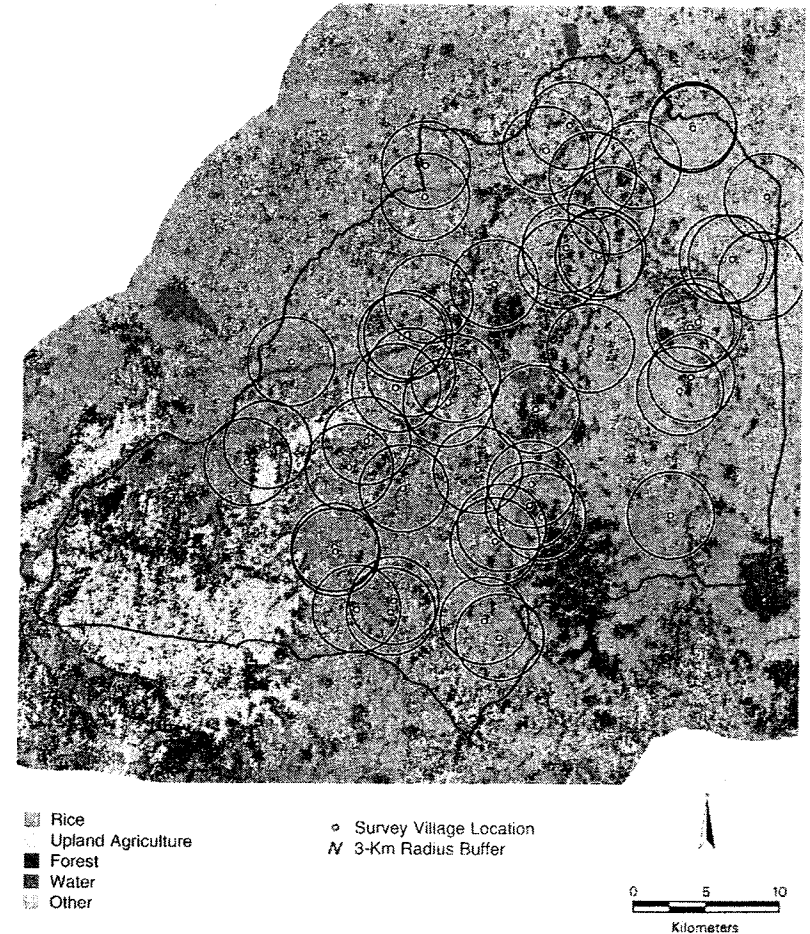 Rice
Upland Agriculture
Forest
Water
Other
Survey Village Location
N 3-Km Radius Buffer
0 5 10
Kilometers